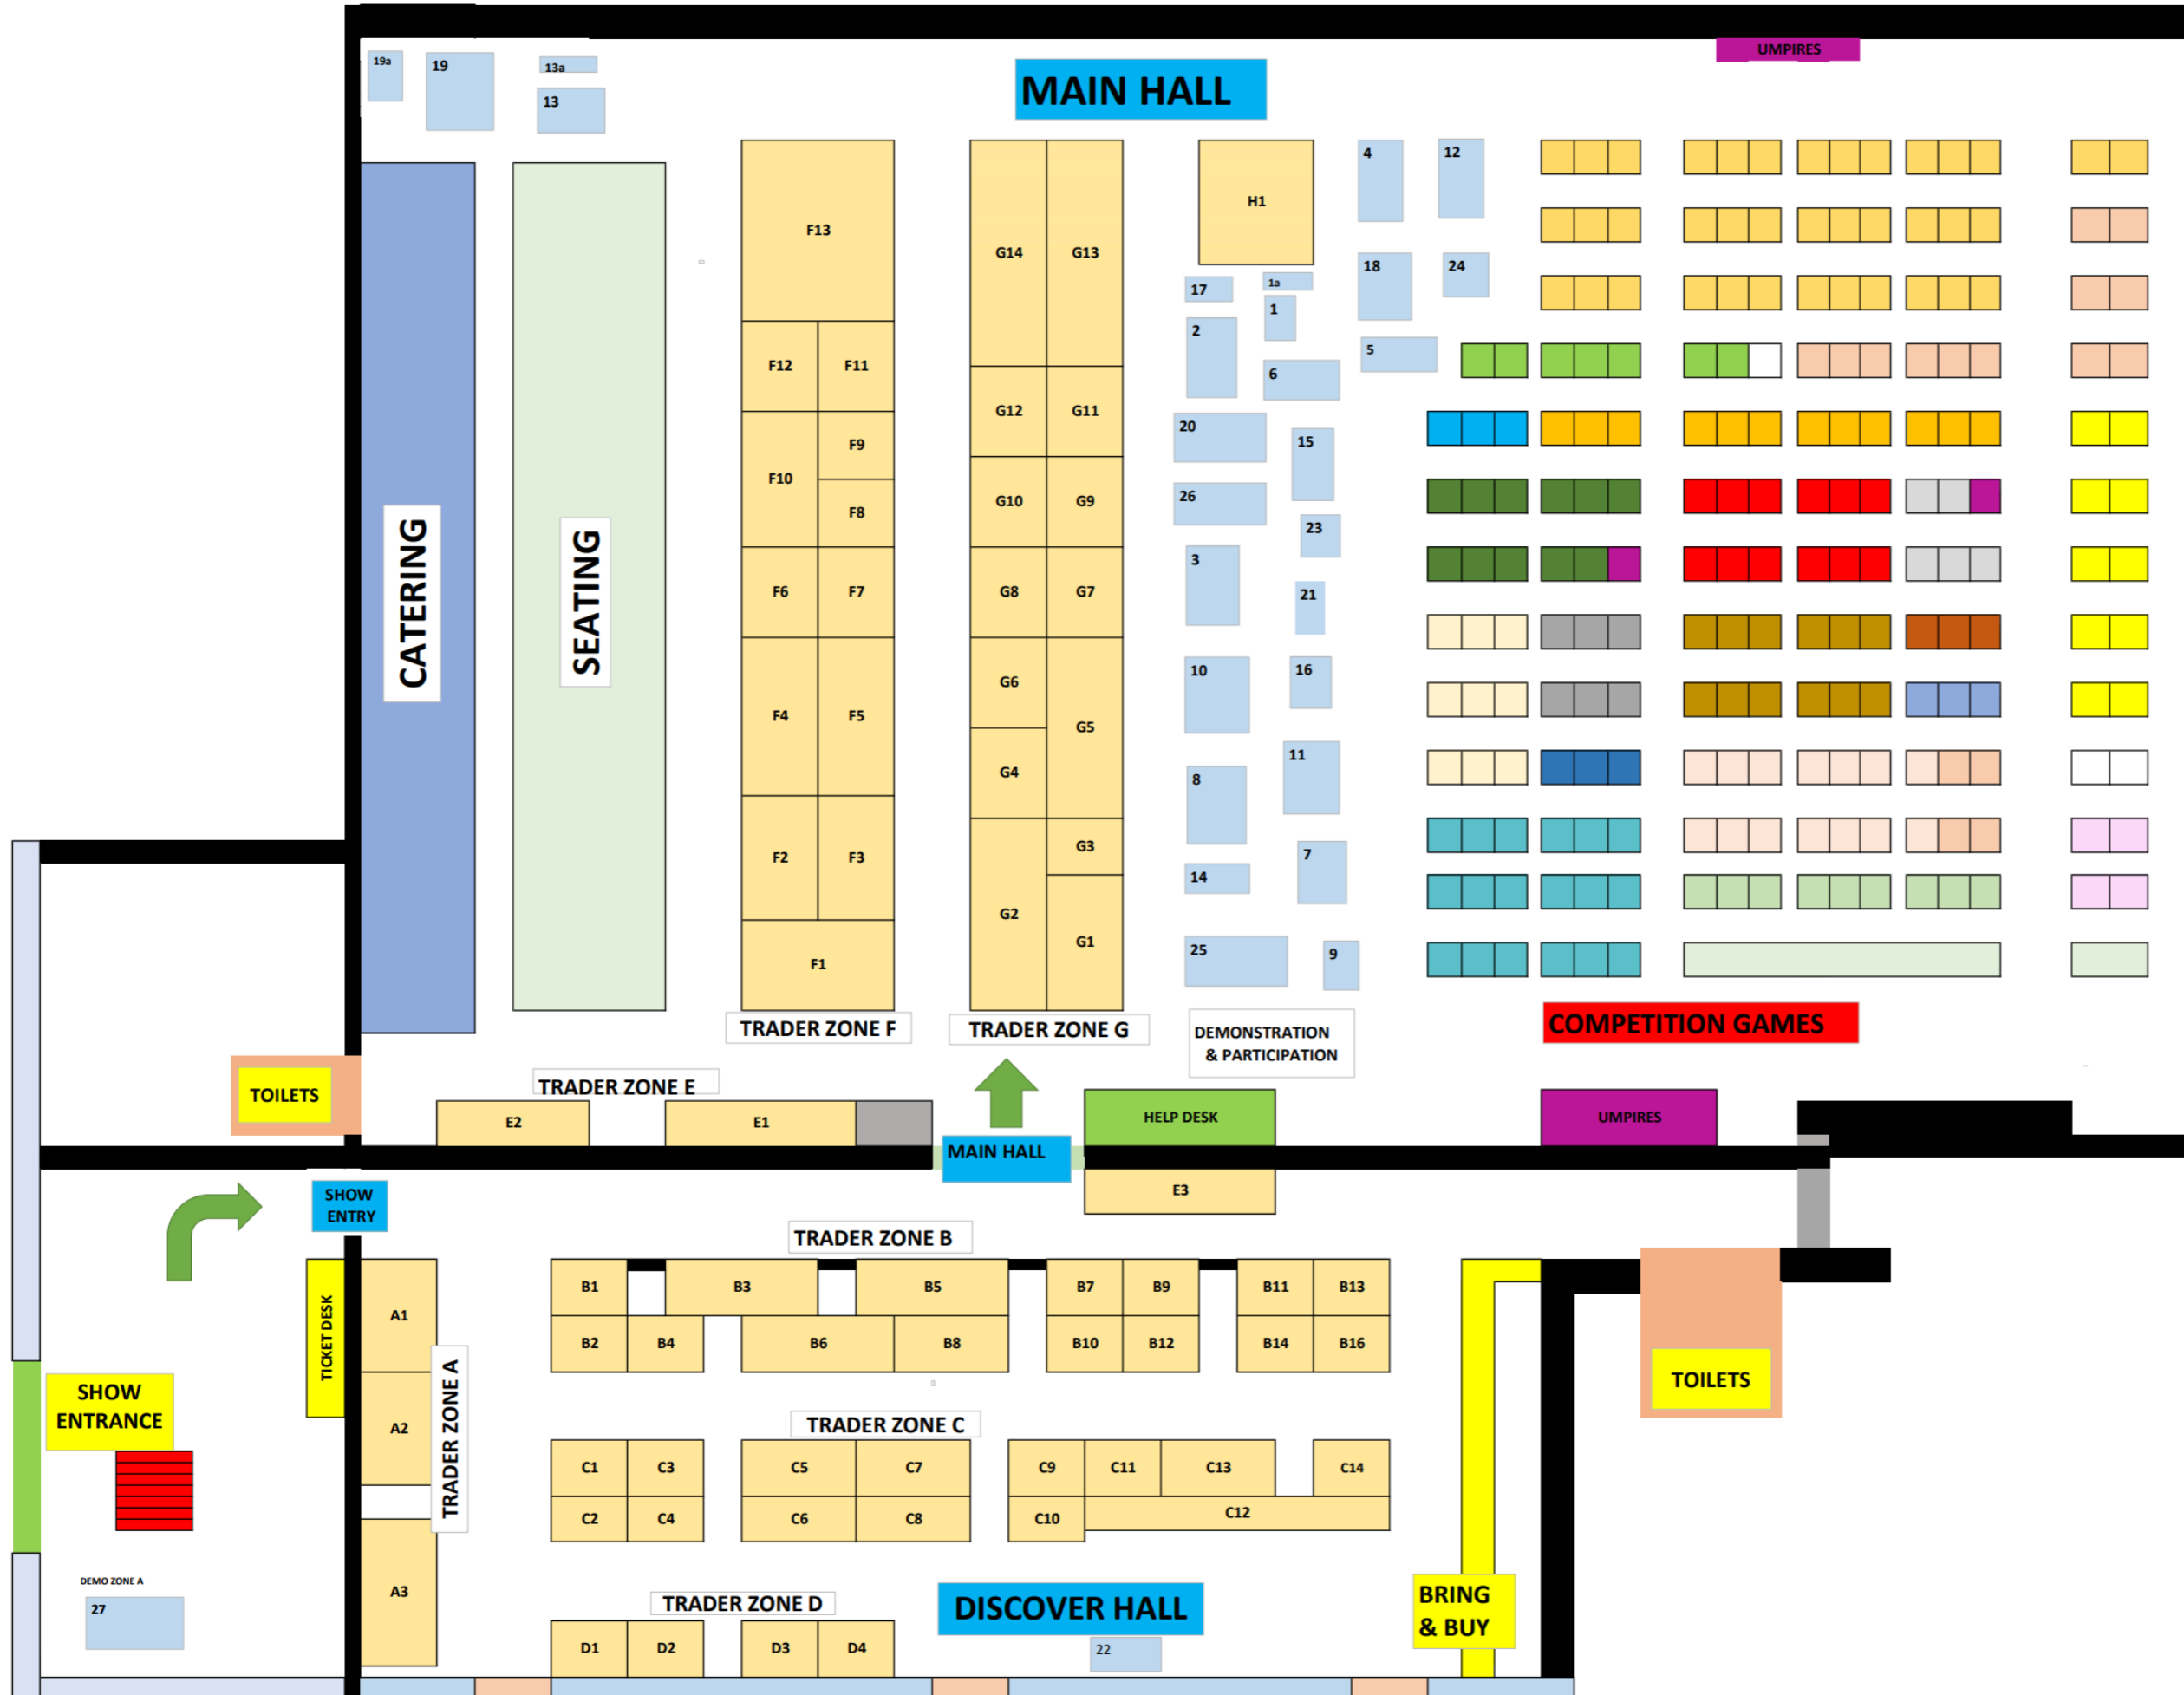 UMPIRES
19a
19
13a
13
MAIN HALL
4
12
H1
F13
G14
G13
18
24
17
1a
1
2
5
F12
F11
6
G12
G11
20
15
F9
F10
F8
G10
G9
26
23
CATERING
SEATING
3
F6
F7
G8
G7
21
10
16
G6
F4
F5
G5
11
G4
8
G3
F2
F3
7
14
G2
G1
25
9
F1
COMPETITION GAMES
TRADER ZONE F
TRADER ZONE G
DEMONSTRATION
& PARTICIPATION
TRADER ZONE E
TOILETS
E2
E1
HELP DESK
UMPIRES
MAIN HALL
E3
SHOW
ENTRY
TRADER ZONE B
B1
B3
B5
B7
B9
B11
B13
TICKET DESK
A1
B2
B4
B6
B8
B10
B12
B14
B16
TOILETS
SHOW
ENTRANCE
TRADER ZONE A
A2
TRADER ZONE C
C1
C3
C5
C7
C9
C11
C13
C14
C2
C4
C6
C8
C10
C12
DEMO ZONE A
27
A3
TRADER ZONE D
DISCOVER HALL
BRING
& BUY
D1
D2
D3
D4
22